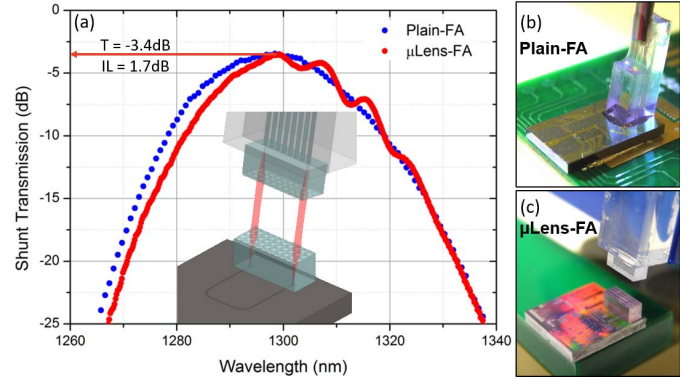 (a)
Plain-FA
μLens-FA
T = -3.4dB
IL = 1.7dB
Shunt Transmission (dB)
0
-5
-10
-15
-20
-25
1260
1280
1300
1320
1340
Wavelength (nm)
(b)
Plain-FA
(c)
μLens-FA